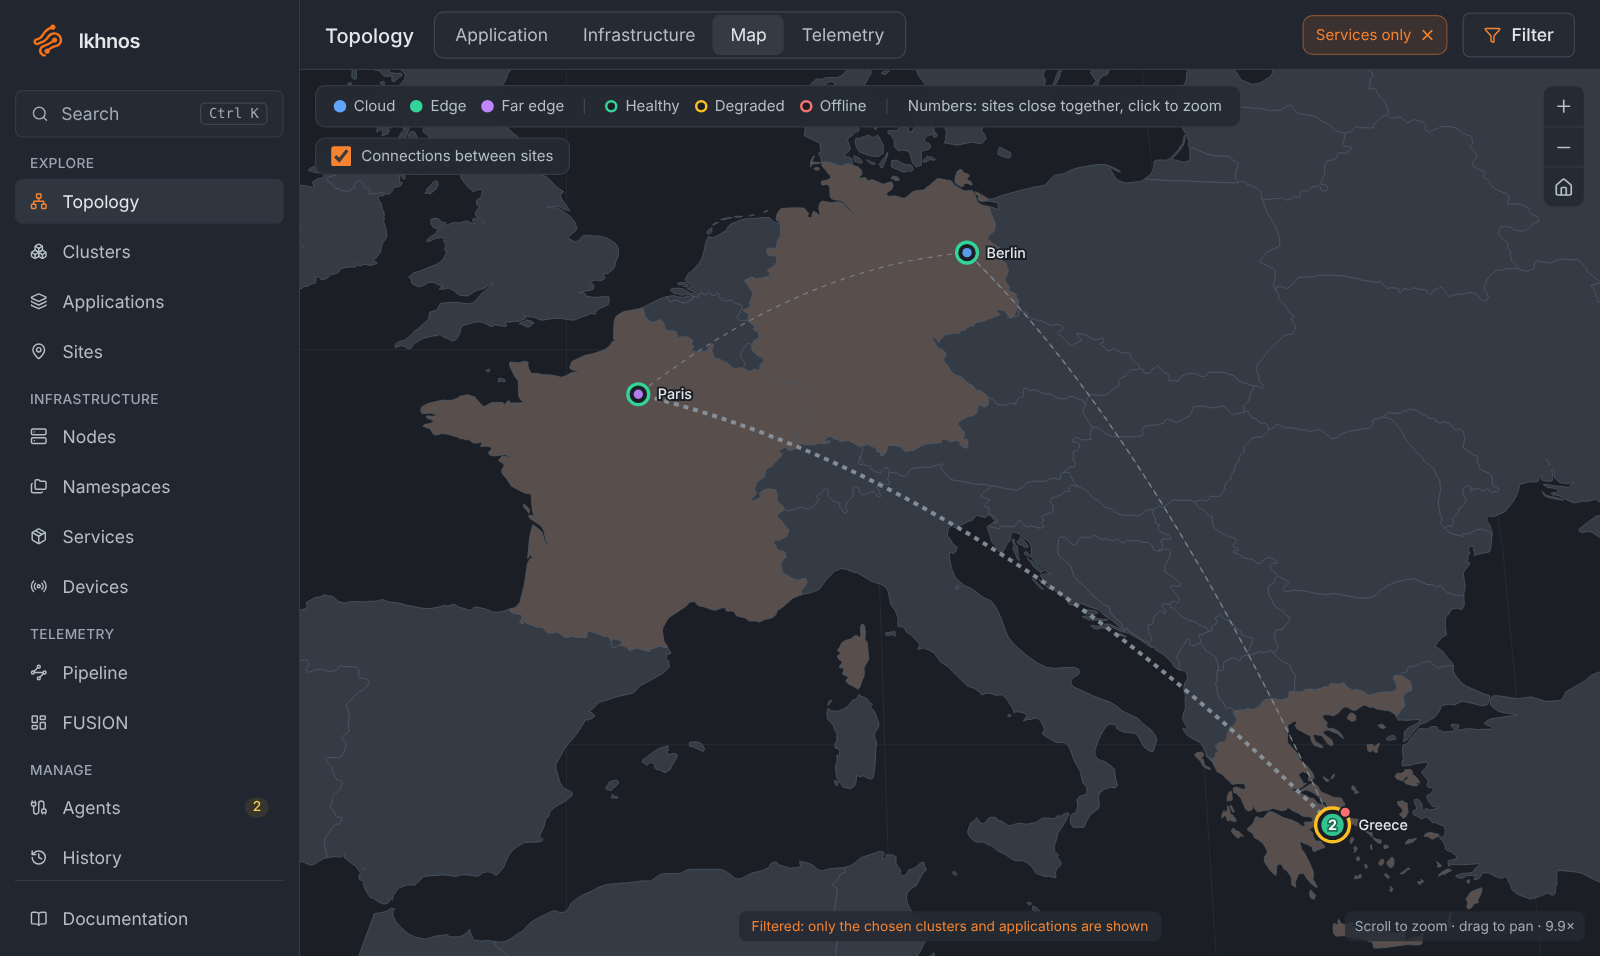 Ikhnos
Search
Ctrl K
EXPLORE
Topology
Clusters
Applications
Sites
INFRASTRUCTURE
Nodes
Namespaces
Services
Devices
TELEMETRY
Pipeline
FUSION
MANAGE
Agents
2
History
Documentation
Topology
Application
Infrastructure
Map
Telemetry
Services only
Filter
Cloud
Edge
Far edge
Healthy
Degraded
Offline
Numbers: sites close together, click to zoom
Connections between sites
Berlin
Paris
2
Greece
Filtered: only the chosen clusters and applications are shown
Scroll to zoom · drag to pan · 9.9×